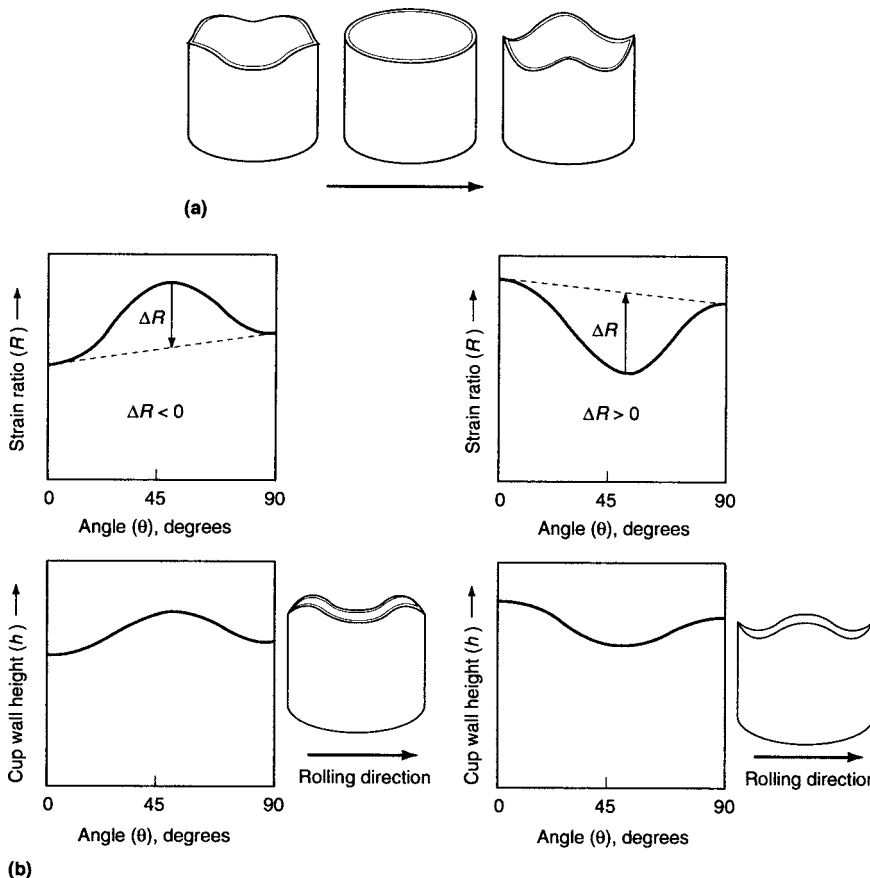 (a)
Strain ratio (R)
ΔR
ΔR < 0
0 45 90
Angle (θ), degrees
Strain ratio (R)
ΔR
ΔR > 0
0 45 90
Angle (θ), degrees
Cup wall height (h)
0 45 90
Angle (θ), degrees
Rolling direction
Cup wall height (h)
0 45 90
Angle (θ), degrees
Rolling direction
(b)